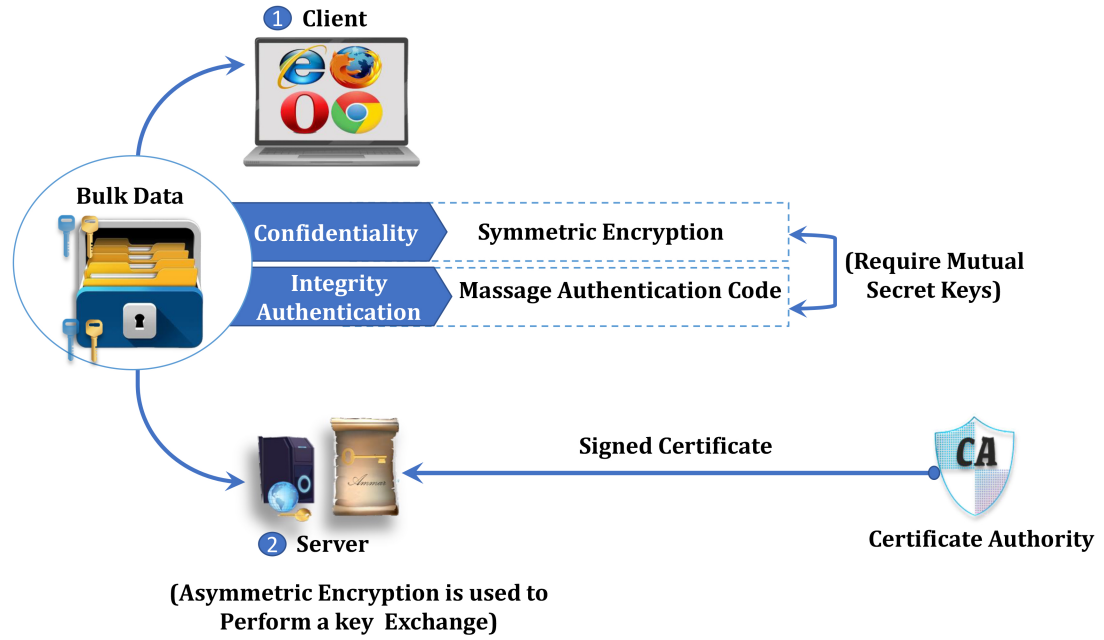 1 Client
Bulk Data
Confidentiality
Symmetric Encryption
Integrity
Authentication
Massage Authentication Code
(Require Mutual
Secret Keys)
Signed Certificate
CA
Ammar
2 Server
Certificate Authority
(Asymmetric Encryption is used to
Perform a key Exchange)